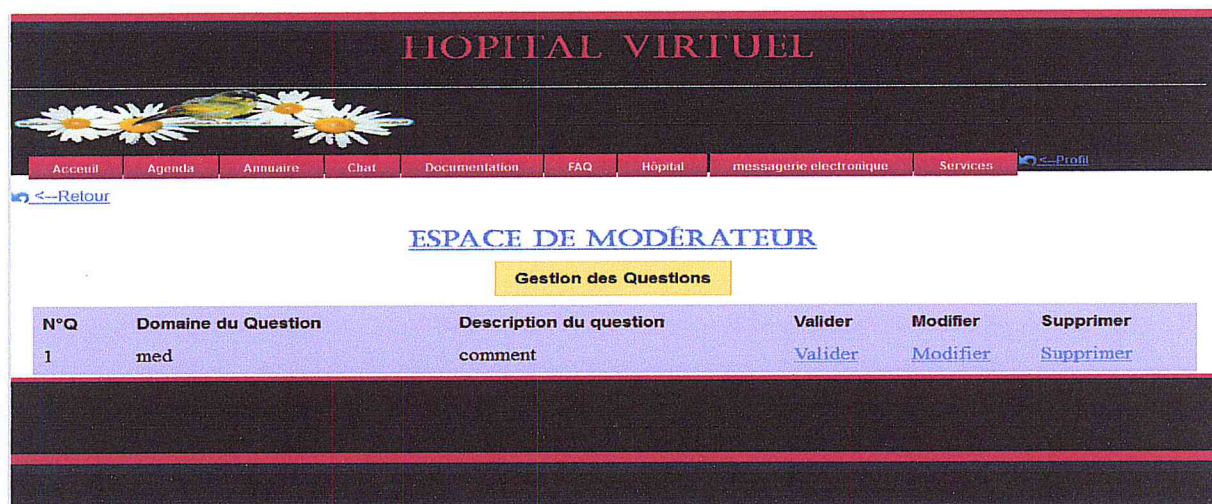 HOPITAL VIRTUEL
Acceuil Agenda Annuaire Chat Documentation FAQ Hôpital messagerie electronique Services <--Profil
<--Retour
ESPACE DE MODÉRATEUR
Gestion des Questions
N°Q Domaine du Question Description du question Valider Modifier Supprimer
1 med comment Valider Modifier Supprimer